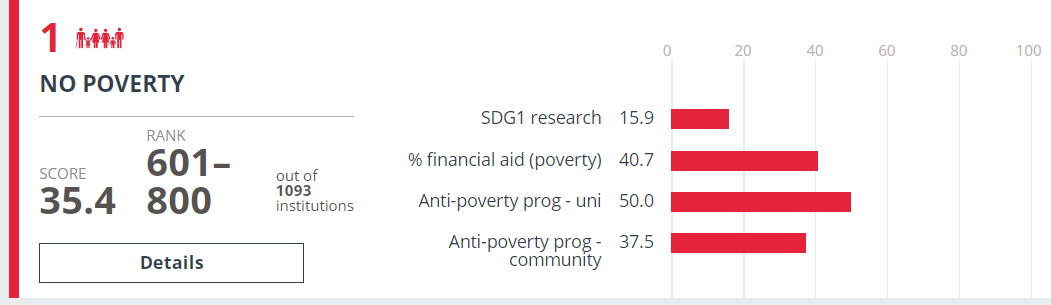 1
NO POVERTY
SCORE
35.4
RANK
601–
800
out of
1093
institutions
Details
0 20 40 60 80 100
SDG1 research 15.9
% financial aid (poverty) 40.7
Anti-poverty prog - uni 50.0
Anti-poverty prog - 37.5
community